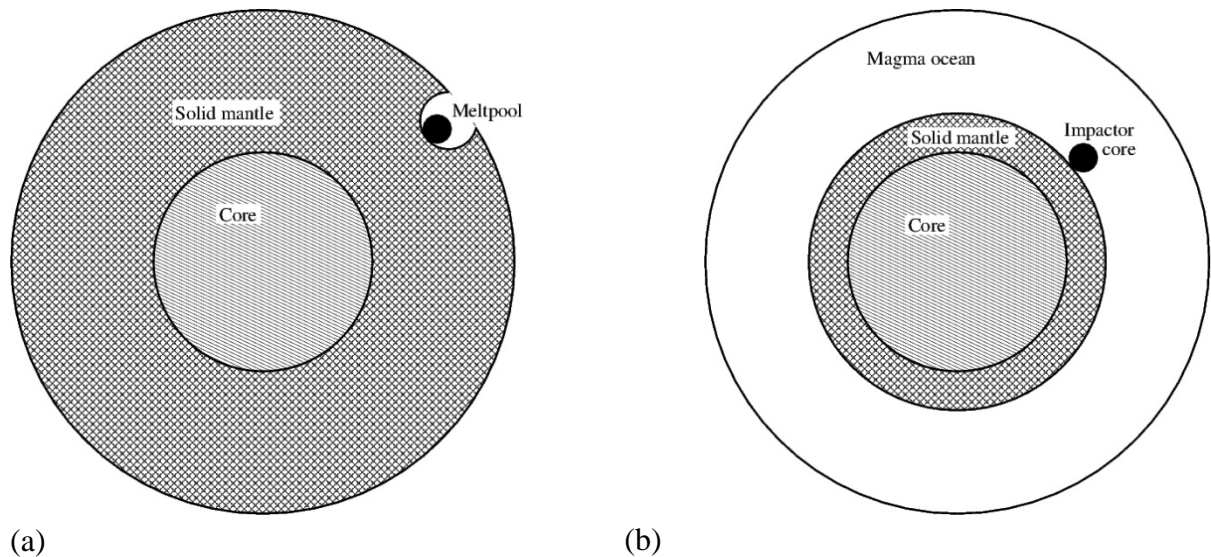 Solid mantle
Meltpool
Core
(a)
Magma ocean
Solid mantle
Impactor
core
Core
(b)